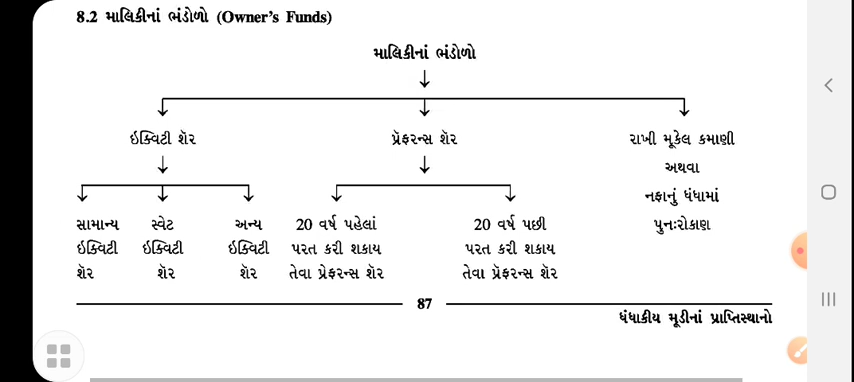 8.2 માલિકીનાં ભંડોળો (Owner's Funds)
માલિકીનાં ભંડોળો
ઇક્વિટી શૅર
પ્રૅફરન્સ શૅર
રાખી મૂકેલ કમાણી
અથવા
નફાનું ધંધામાં
પુનઃરોકાણ
સામાન્ય
ઇક્વિટી
શૅર
સ્વેટ
ઇક્વિટી
શૅર
અન્ય
ઇક્વિટી
શૅર
20 વર્ષ પહેલાં
પરત કરી શકાય
તેવા પ્રેફરન્સ શૅર
20 વર્ષ પછી
પરત કરી શકાય
તેવા પ્રૅફરન્સ શૅર
87
ધંધાકીય મૂડીનાં પ્રાપ્તિસ્થાનો